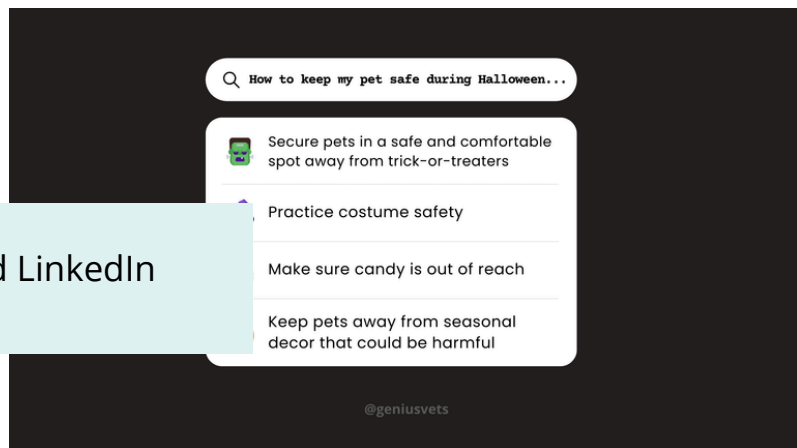 How to keep my pet safe during Halloween...
Secure pets in a safe and comfortable
spot away from trick-or-treaters
Practice costume safety
LinkedIn
Make sure candy is out of reach
Keep pets away from seasonal
decor that could be harmful
@geniusvets